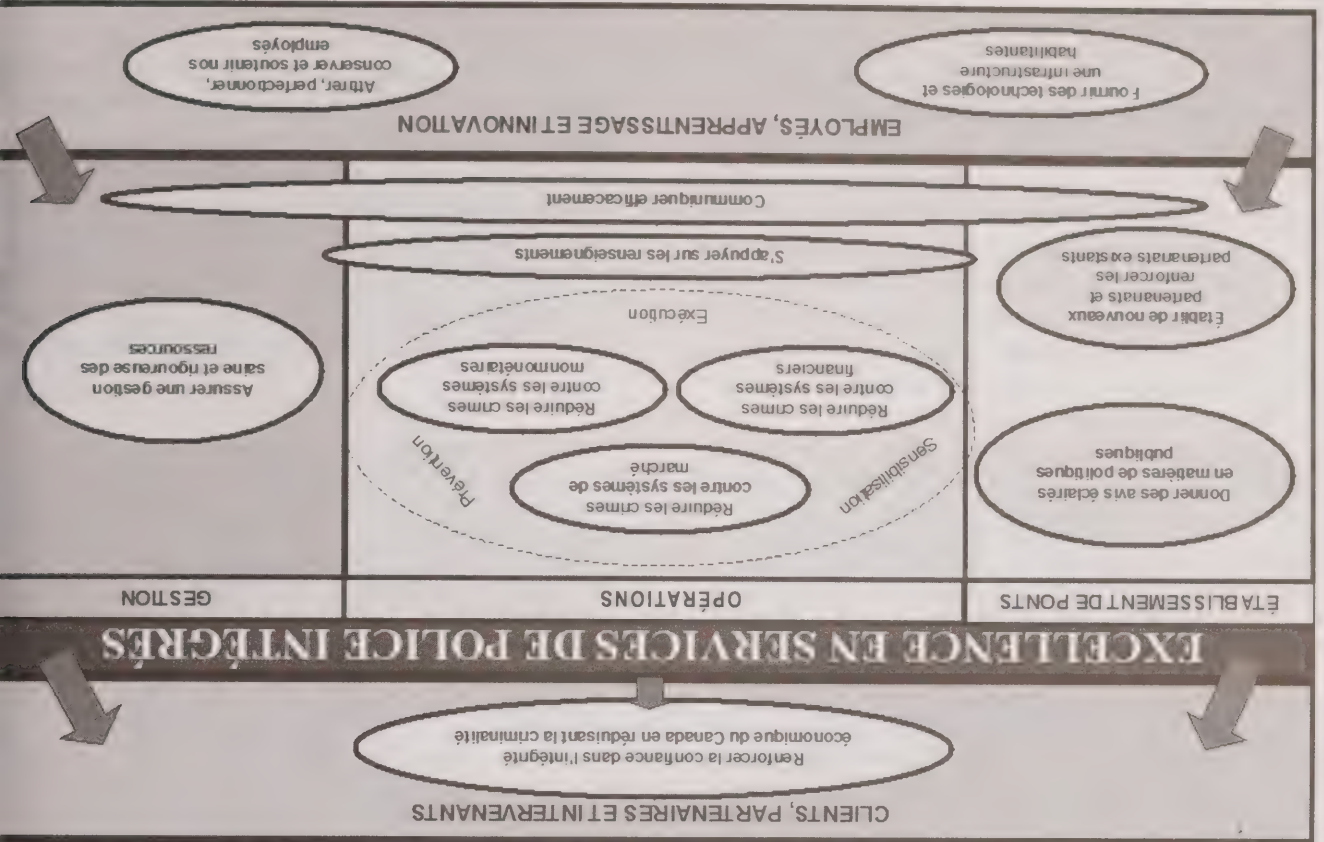 CLIENTS, PARTENAIRES ET INTERVENANTS
Renforcer la confiance dans l'intégrité
économique du Canada en réduisant la criminalité
EXCELLENCE EN SERVICES DE POLICE INTÉGRÉS
ÉTABLISSEMENT DE PONTS
OPÉRATIONS
GESTION
Donner des avis éclairés
en matières de politiques
publiques
Établir de nouveaux
partenariats et
renforcer les
partenariats existants
Sensibilisation
Réduire les crimes
contre les systèmes de
marché
Prévention
Réduire les crimes
contre les systèmes
financiers
Réduire les crimes
contre les systèmes
monmonétaires
Exécution
Assurer une gestion
saine et rigoureuse des
ressources
S'appuyer sur les renseignements
Communiquer efficacement
EMPLOYÉS, APPRENTISSAGE ET INNOVATION
Fournir des technologies et
une infrastructure
habilitantes
Attirer, perfectionner,
conserver et soutenir nos
employés